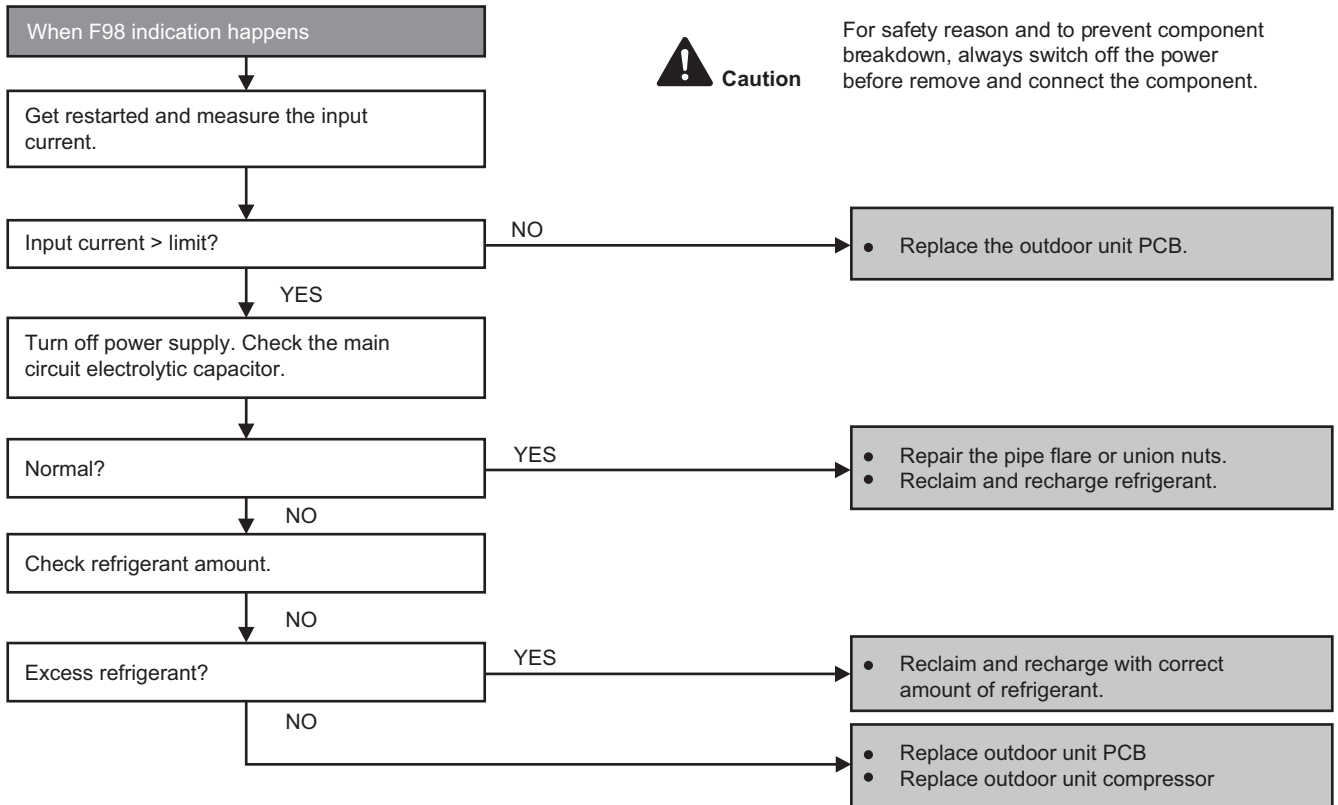 When F98 indication happens
Caution
For safety reason and to prevent component
breakdown, always switch off the power
before remove and connect the component.
Get restarted and measure the input
current.
Input current > limit?
NO
● Replace the outdoor unit PCB.
YES
Turn off power supply. Check the main
circuit electrolytic capacitor.
Normal?
YES
● Repair the pipe flare or union nuts.
● Reclaim and recharge refrigerant.
NO
Check refrigerant amount.
NO
Excess refrigerant?
YES
● Reclaim and recharge with correct
amount of refrigerant.
NO
● Replace outdoor unit PCB
● Replace outdoor unit compressor